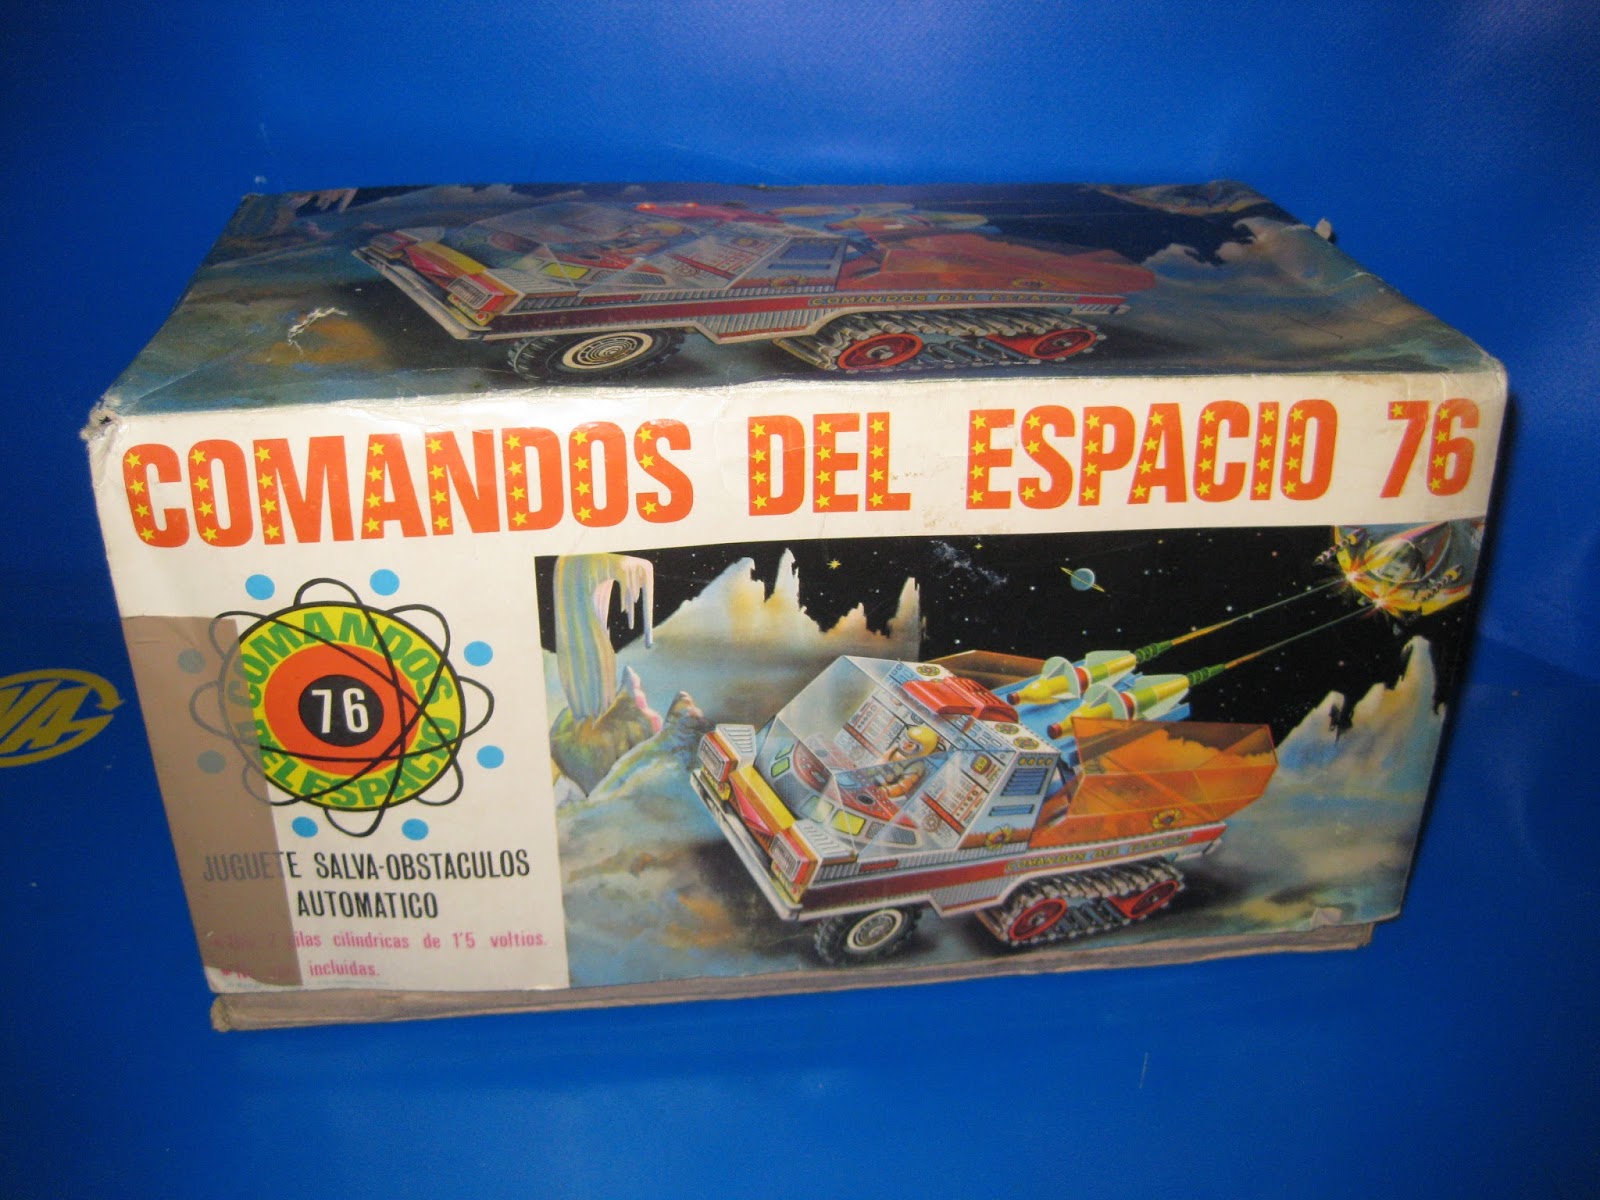 COMANDOS DEL ESPACIO
COMANDOS DEL ESPACIO 76
COMANDOS
DEL ESPACIO
76
JUGUETE SALVA-OBSTACULOS
AUTOMATICO
cilindricas de 1'5 voltios.
incluidas.
COMANDOS DEL ESPACIO